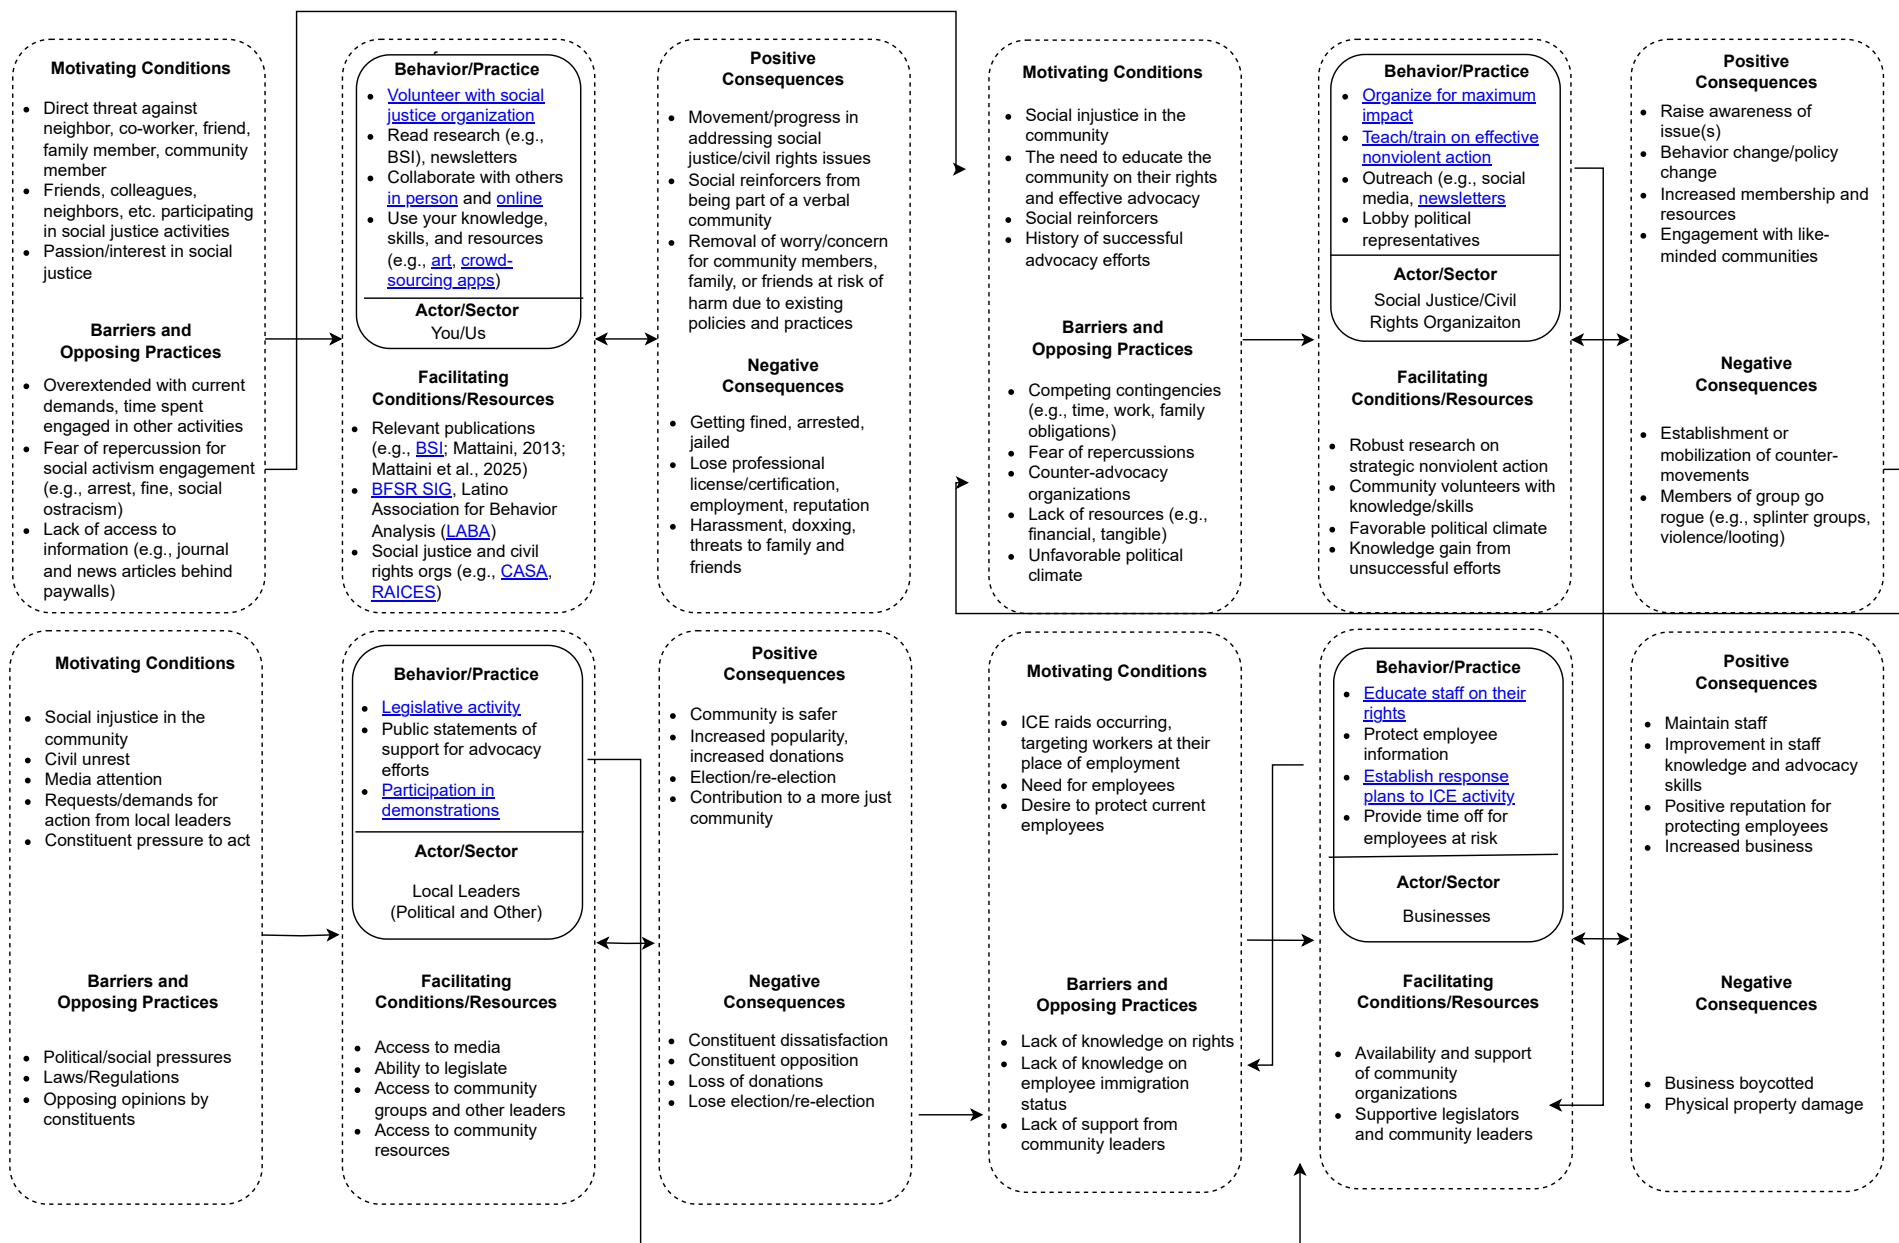 Motivating Conditions
• Direct threat against
neighbor, co-worker, friend,
family member, community
member
• Friends, colleagues,
neighbors, etc. participating
in social justice activities
• Passion/interest in social
justice
Barriers and
Opposing Practices
• Overextended with current
demands, time spent
engaged in other activities
• Fear of repercussion for
social activism engagement
(e.g., arrest, fine, social
ostracism)
• Lack of access to
information (e.g., journal
and news articles behind
paywalls)
Behavior/Practice
• Volunteer with social
justice organization
• Read research (e.g.,
BSI), newsletters
• Collaborate with others
in person and online
• Use your knowledge,
skills, and resources
(e.g., art, crowd-
sourcing apps)
Actor/Sector
You/Us
Facilitating
Conditions/Resources
• Relevant publications
(e.g., BSI; Mattaini, 2013;
Mattaini et al., 2025)
• BFSR SIG, Latino
Association for Behavior
Analysis (LABA)
• Social justice and civil
rights orgs (e.g., CASA,
RAICES)
Positive
Consequences
• Movement/progress in
addressing social
justice/civil rights issues
• Social reinforcers from
being part of a verbal
community
• Removal of worry/concern
for community members,
family, or friends at risk of
harm due to existing
policies and practices
Negative
Consequences
• Getting fined, arrested,
jailed
• Lose professional
license/certification,
employment, reputation
• Harassment, doxxing,
threats to family and
friends
Motivating Conditions
• Social injustice in the
community
• The need to educate the
community on their rights
and effective advocacy
• Social reinforcers
• History of successful
advocacy efforts
Barriers and
Opposing Practices
• Competing contingencies
(e.g., time, work, family
obligations)
• Fear of repercussions
• Counter-advocacy
organizations
• Lack of resources (e.g.,
financial, tangible)
• Unfavorable political
climate
Behavior/Practice
• Organize for maximum
impact
• Teach/train on effective
nonviolent action
• Outreach (e.g., social
media, newsletters
• Lobby political
representatives
Actor/Sector
Social Justice/Civil
Rights Organizaiton
Facilitating
Conditions/Resources
• Robust research on
strategic nonviolent action
• Community volunteers with
knowledge/skills
• Favorable political climate
• Knowledge gain from
unsuccessful efforts
Positive
Consequences
• Raise awareness of
issue(s)
• Behavior change/policy
change
• Increased membership and
resources
• Engagement with like-
minded communities
Negative
Consequences
• Establishment or
mobilization of counter-
movements
• Members of group go
rogue (e.g., splinter groups,
violence/looting)
Motivating Conditions
• Social injustice in the
community
• Civil unrest
• Media attention
• Requests/demands for
action from local leaders
• Constituent pressure to act
Barriers and
Opposing Practices
• Political/social pressures
• Laws/Regulations
• Opposing opinions by
constituents
Behavior/Practice
• Legislative activity
• Public statements of
support for advocacy
efforts
• Participation in
demonstrations
Actor/Sector
Local Leaders
(Political and Other)
Facilitating
Conditions/Resources
• Access to media
• Ability to legislate
• Access to community
groups and other leaders
• Access to community
resources
Positive
Consequences
• Community is safer
• Increased popularity,
increased donations
• Election/re-election
• Contribution to a more just
community
Negative
Consequences
• Constituent dissatisfaction
• Constituent opposition
• Loss of donations
• Lose election/re-election
Motivating Conditions
• ICE raids occurring,
targeting workers at their
place of employment
• Need for employees
• Desire to protect current
employees
Barriers and
Opposing Practices
• Lack of knowledge on rights
• Lack of knowledge on
employee immigration
status
• Lack of support from
community leaders
Behavior/Practice
• Educate staff on their
rights
• Protect employee
information
• Establish response
plans to ICE activity
• Provide time off for
employees at risk
Actor/Sector
Businesses
Facilitating
Conditions/Resources
• Availability and support
of community
organizations
• Supportive legislators
and community leaders
Positive
Consequences
• Maintain staff
• Improvement in staff
knowledge and advocacy
skills
• Positive reputation for
protecting employees
• Increased business
Negative
Consequences
• Business boycotted
• Physical property damage